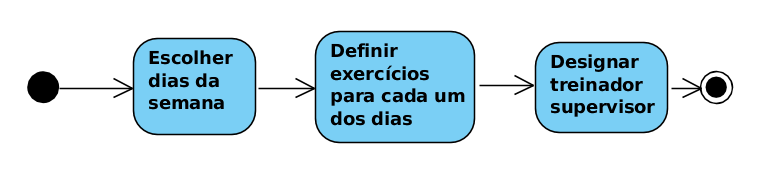 Escolher
dias da
semana
Definir
exercícios
para cada um
dos dias
Designar
treinador
supervisor